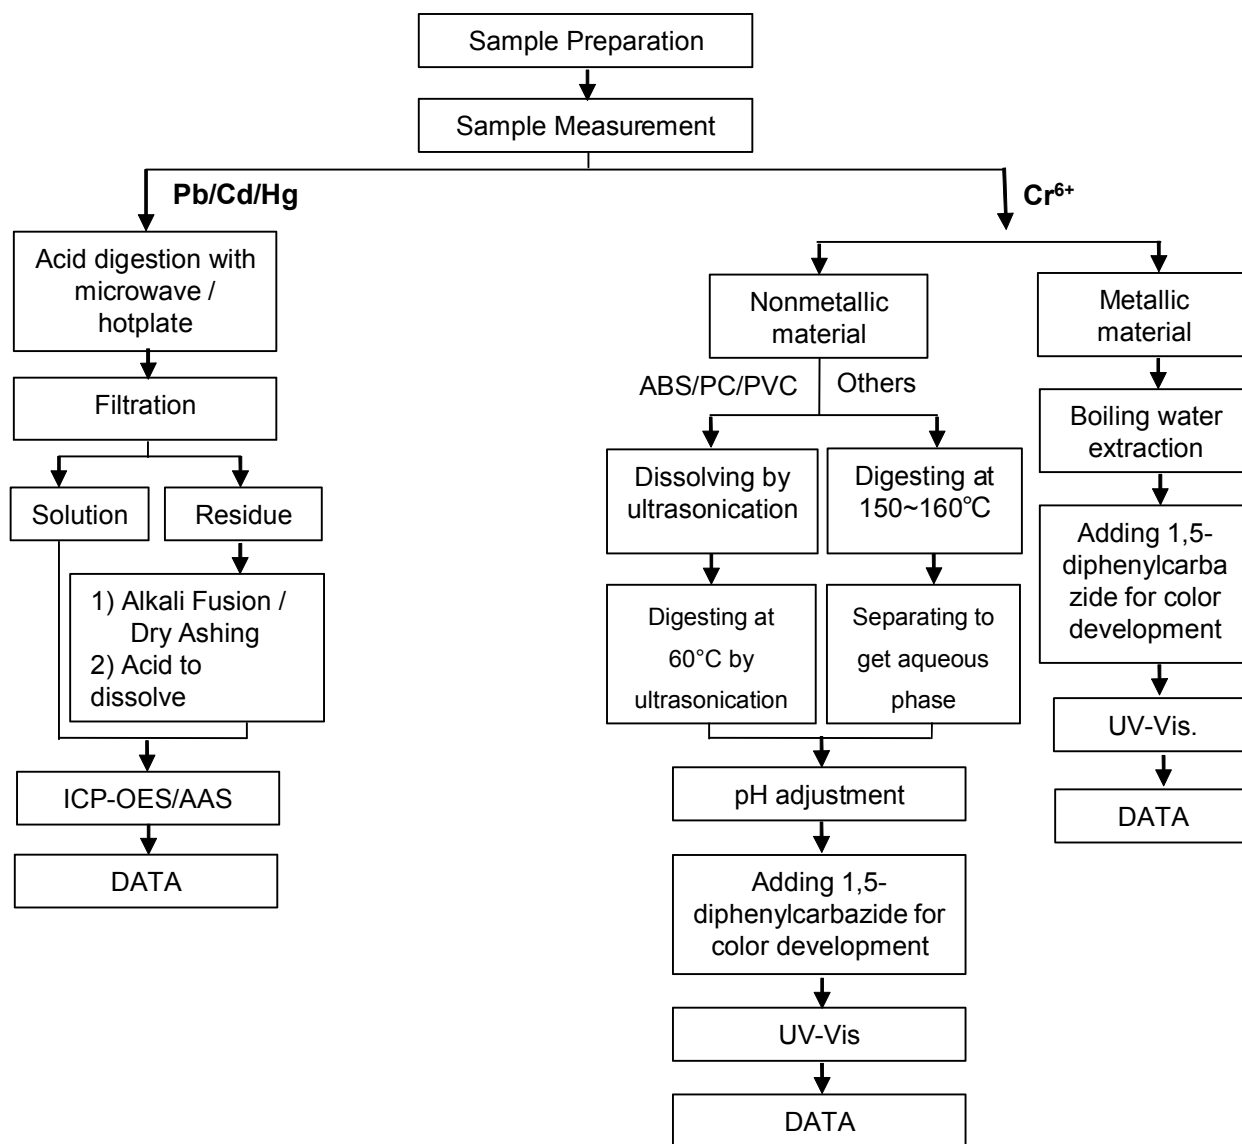 Sample Preparation
Sample Measurement
Pb/Cd/Hg
Cr⁶⁺
Acid digestion with
microwave /
hotplate
Filtration
Solution
Residue
1) Alkali Fusion /
Dry Ashing
2) Acid to
dissolve
ICP-OES/AAS
DATA
Nonmetallic
material
ABS/PC/PVC
Others
Dissolving by
ultrasonication
Digesting at
150~160℃
Digesting at
60°C by
ultrasonication
Separating to
get aqueous
phase
pH adjustment
Adding 1,5-
diphenylcarbazide for
color development
UV-Vis
DATA
Metallic
material
Boiling water
extraction
Adding 1,5-
diphenylcarba
zide for color
development
UV-Vis.
DATA